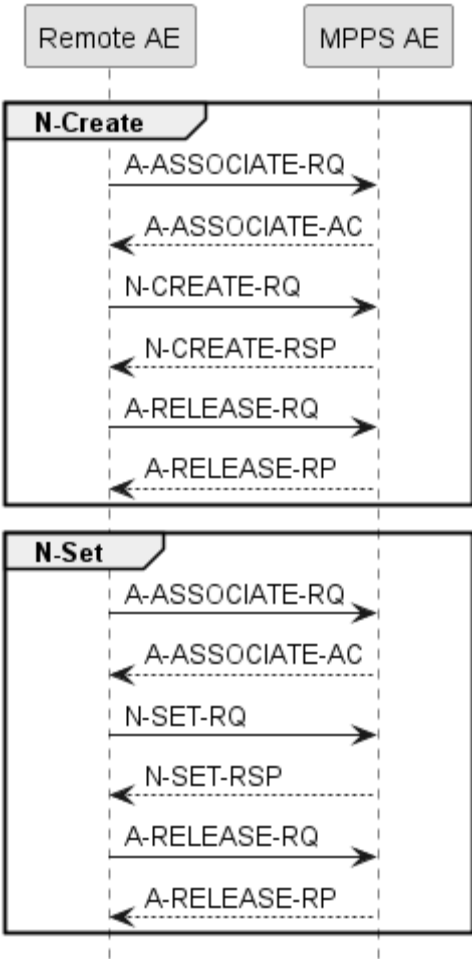 Remote AE
MPPS AE
N-Create
A-ASSOCIATE-RQ
A-ASSOCIATE-AC
N-CREATE-RQ
N-CREATE-RSP
A-RELEASE-RQ
A-RELEASE-RP
N-Set
A-ASSOCIATE-RQ
A-ASSOCIATE-AC
N-SET-RQ
N-SET-RSP
A-RELEASE-RQ
A-RELEASE-RP